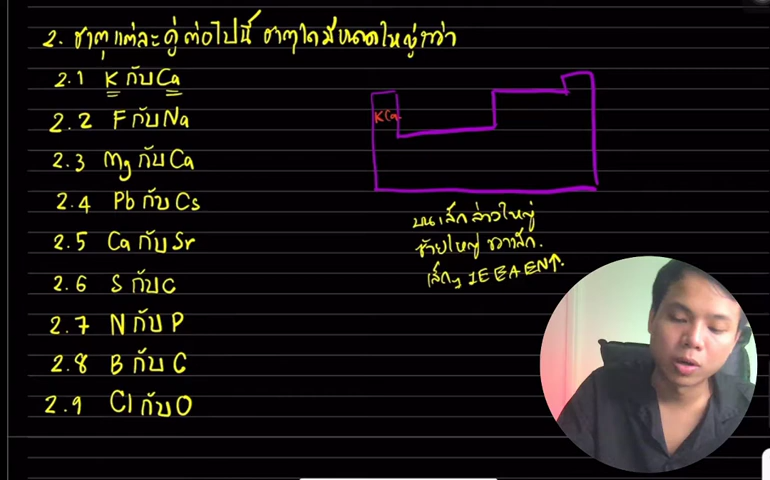 2. ธาตุแต่ละคู่ต่อไปนี้ ธาตุใดมีขนาดใหญ่กว่า
2.1 K กับ Ca
2.2 F กับ Na
2.3 Mg กับ Ca
2.4 Pb กับ Cs
2.5 Ca กับ Sr
2.6 S กับ C
2.7 N กับ P
2.8 B กับ C
2.9 Cl กับ O
K Ca
บนเล็กล่าวใหญ่
ซ้ายใหญ่ ขวาเล็ก.
เล็กๆ IE EA EN↑.